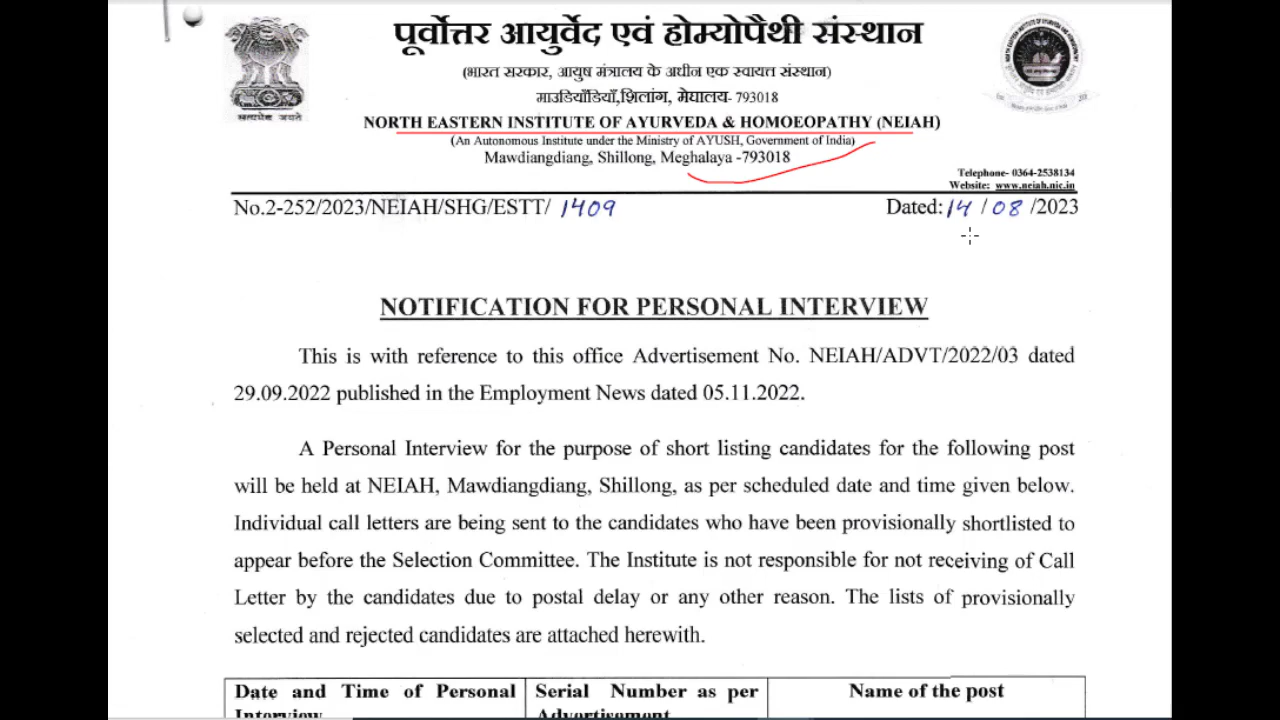 पूर्वोत्तर आयुर्वेद एवं होम्योपैथी संस्थान
(भारत सरकार, आयुष मंत्रालय के अधीन एक स्वायत्त संस्थान)
माउडियाँडियाँ,शिलांग, मेघालय- 793018
NORTH EASTERN INSTITUTE OF AYURVEDA & HOMOEOPATHY (NEIAH)
(An Autonomous Institute under the Ministry of AYUSH, Government of India)
Mawdiangdiang, Shillong, Meghalaya -793018
सत्यमेव जयते
Telephone- 0364-2538134
Website: www.neiah.nic.in
No.2-252/2023/NEIAH/SHG/ESTT/ 1409 Dated: 14 / 08 /2023
NOTIFICATION FOR PERSONAL INTERVIEW
This is with reference to this office Advertisement No. NEIAH/ADVT/2022/03 dated
29.09.2022 published in the Employment News dated 05.11.2022.
A Personal Interview for the purpose of short listing candidates for the following post
will be held at NEIAH, Mawdiangdiang, Shillong, as per scheduled date and time given below.
Individual call letters are being sent to the candidates who have been provisionally shortlisted to
appear before the Selection Committee. The Institute is not responsible for not receiving of Call
Letter by the candidates due to postal delay or any other reason. The lists of provisionally
selected and rejected candidates are attached herewith.
Date and Time of Personal Interview
Serial Number as per Advertisement
Name of the post